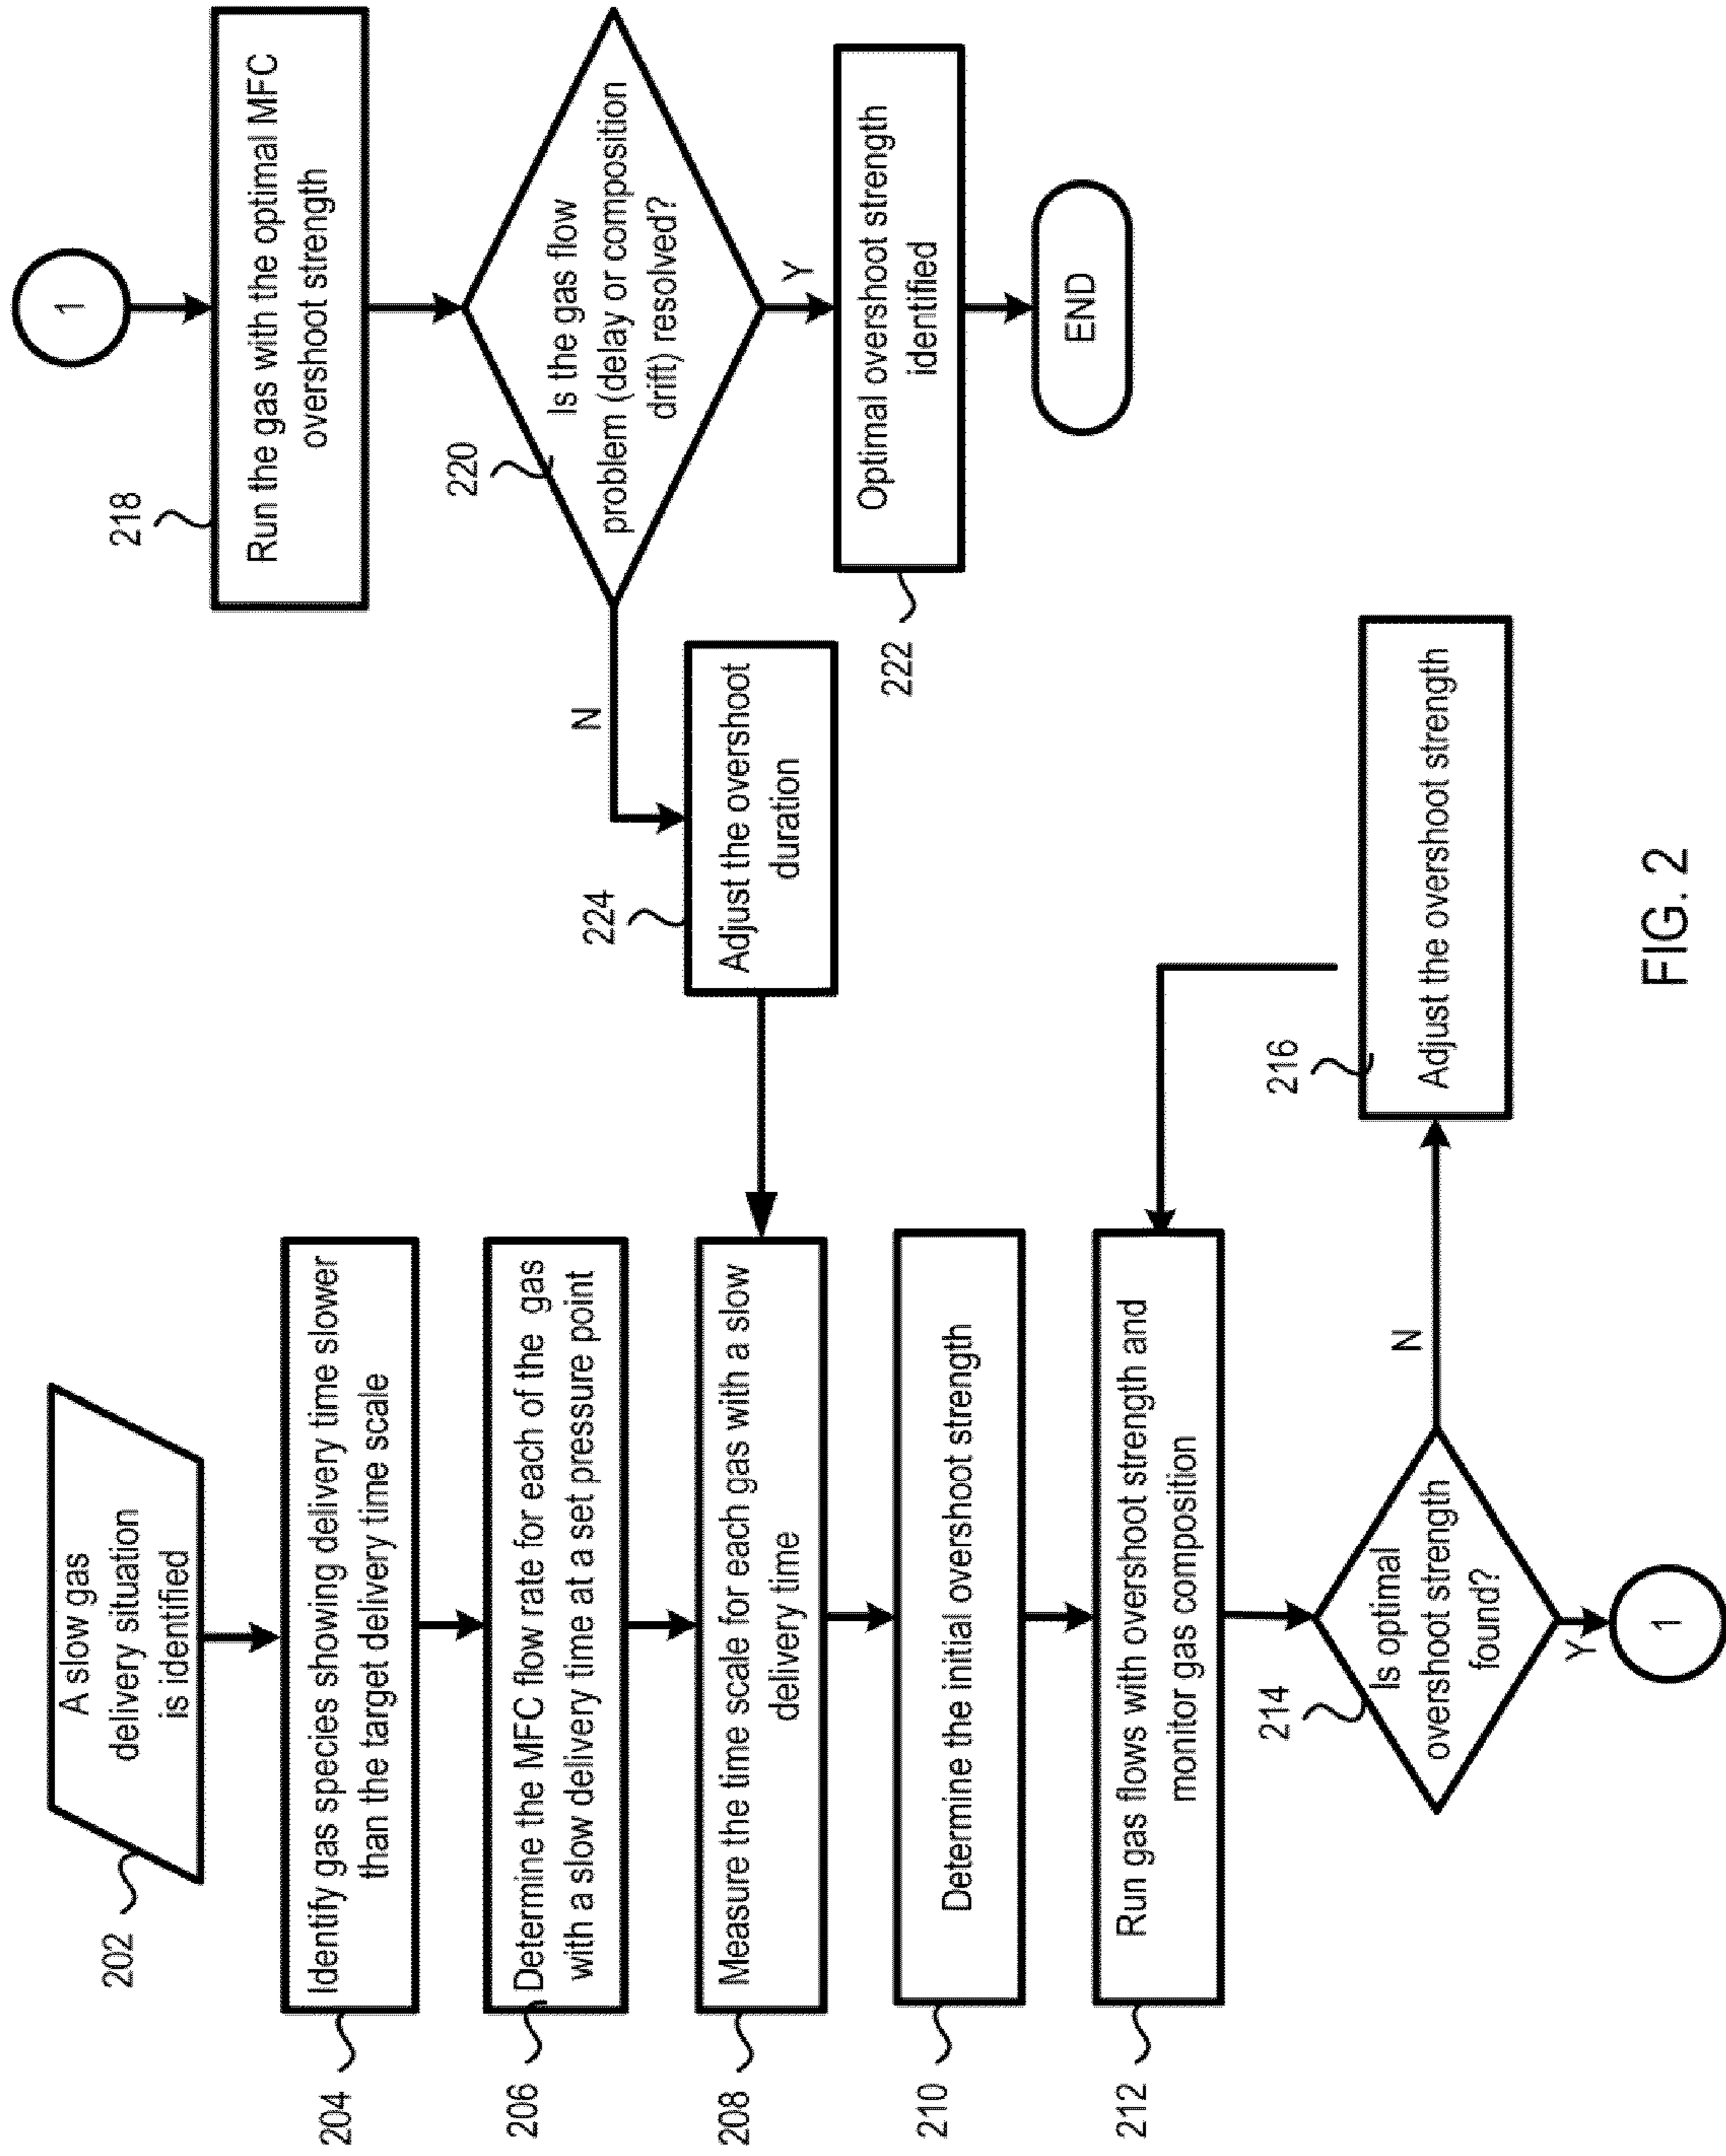 A slow gas
delivery situation
is identified
202
Identify gas species showing delivery time slower
than the target delivery time scale
204
Determine the MFC flow rate for each of the gas
with a slow delivery time at a set pressure point
206
Measure the time scale for each gas with a slow
delivery time
208
Determine the initial overshoot strength
210
Run gas flows with overshoot strength and
monitor gas composition
212
Is optimal
overshoot strength
found?
214
N
Y
1
Adjust the overshoot strength
216
1
Run the gas with the optimal MFC
overshoot strength
218
Is the gas flow
problem (delay or composition
drift) resolved?
220
N
Y
Adjust the overshoot
duration
224
Optimal overshoot strength
identified
222
END
FIG. 2